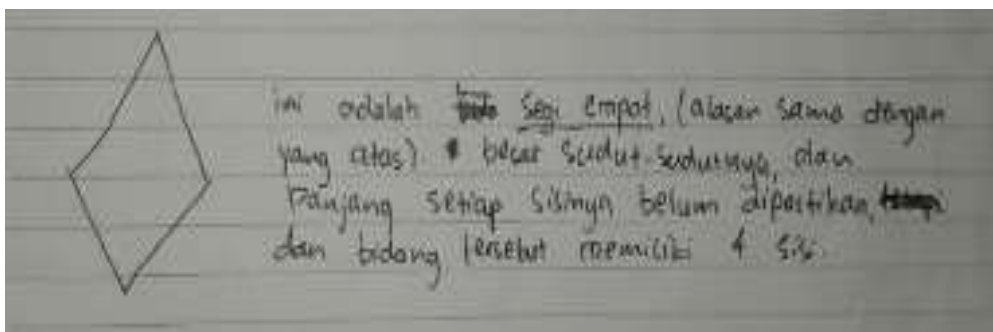 ini adalah segi empat, (alasan sama dengan
yang atas) besar sudut-sudutnya, dan
Panjang setiap sisinya belum dipastikan,
dan bidang tersebut memiliki 4 sisi.